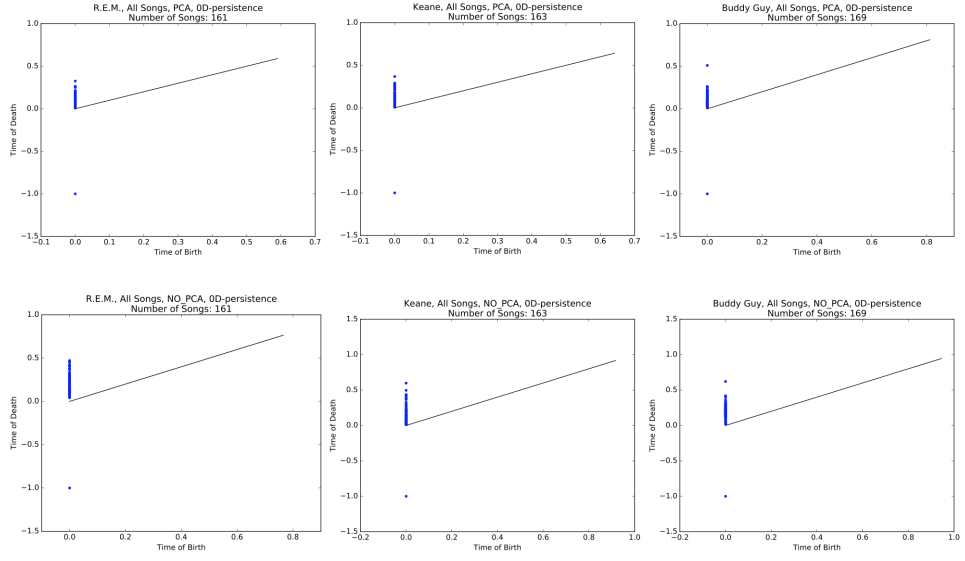 R.E.M., All Songs, PCA, 0D-persistence
Number of Songs: 161
1.0
0.5
0.0
−0.5
−1.0
−1.5
Time of Death
−0.1 0.0 0.1 0.2 0.3 0.4 0.5 0.6 0.7
Time of Birth
Keane, All Songs, PCA, 0D-persistence
Number of Songs: 163
1.0
0.5
0.0
−0.5
−1.0
−1.5
Time of Death
−0.1 0.0 0.1 0.2 0.3 0.4 0.5 0.6 0.7
Time of Birth
Buddy Guy, All Songs, PCA, 0D-persistence
Number of Songs: 169
1.0
0.5
0.0
−0.5
−1.0
−1.5
Time of Death
0.0 0.2 0.4 0.6 0.8
Time of Birth
R.E.M., All Songs, NO_PCA, 0D-persistence
Number of Songs: 161
1.0
0.5
0.0
−0.5
−1.0
−1.5
Time of Death
0.0 0.2 0.4 0.6 0.8
Time of Birth
Keane, All Songs, NO_PCA, 0D-persistence
Number of Songs: 163
1.5
1.0
0.5
0.0
−0.5
−1.0
−1.5
Time of Death
−0.2 0.0 0.2 0.4 0.6 0.8 1.0
Time of Birth
Buddy Guy, All Songs, NO_PCA, 0D-persistence
Number of Songs: 169
1.5
1.0
0.5
0.0
−0.5
−1.0
−1.5
Time of Death
−0.2 0.0 0.2 0.4 0.6 0.8 1.0
Time of Birth